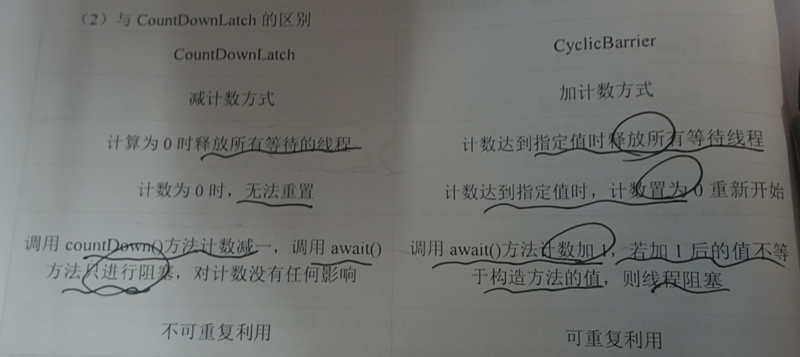 （2）与 CountDownLatch 的区别
CountDownLatch
CyclicBarrier
减计数方式
加计数方式
计算为 0 时释放所有等待的线程
计数达到指定值时释放所有等待线程
计数为 0 时，无法重置
计数达到指定值时，计数置为 0 重新开始
调用 countDown()方法计数减一，调用 await()
方法只进行阻塞，对计数没有任何影响
调用 await()方法计数加 1，若加 1 后的值不等
于构造方法的值，则线程阻塞
不可重复利用
可重复利用